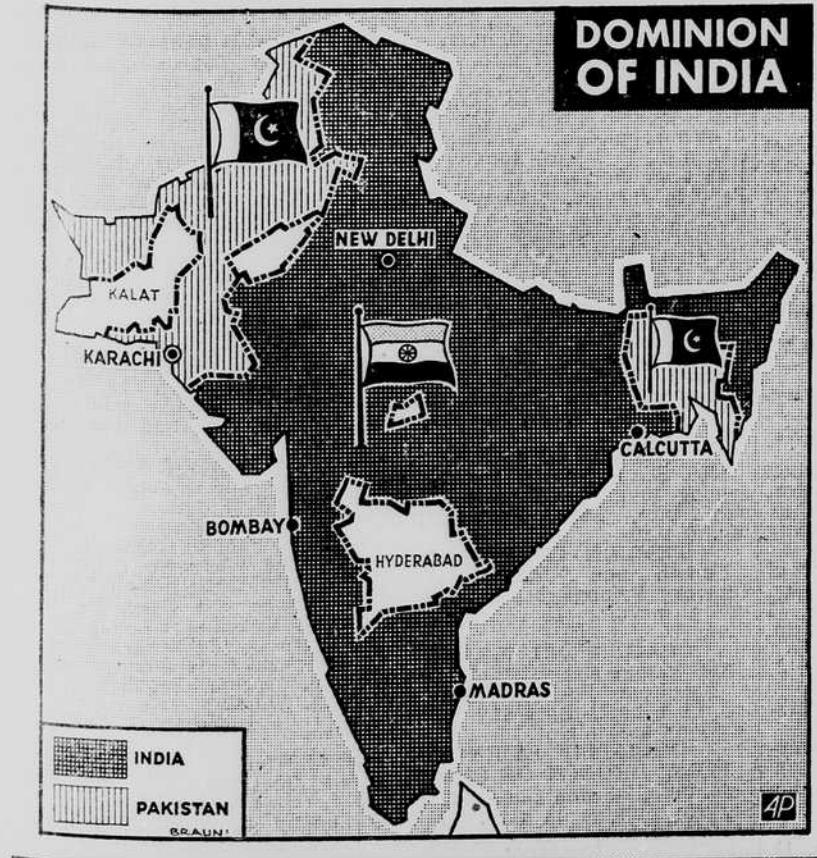 DOMINION
OF INDIA
NEW DELHI
KALAT
KARACHI
CALCUTTA
BOMBAY
HYDERABAD
MADRAS
INDIA
PAKISTAN
BRAUN
AP